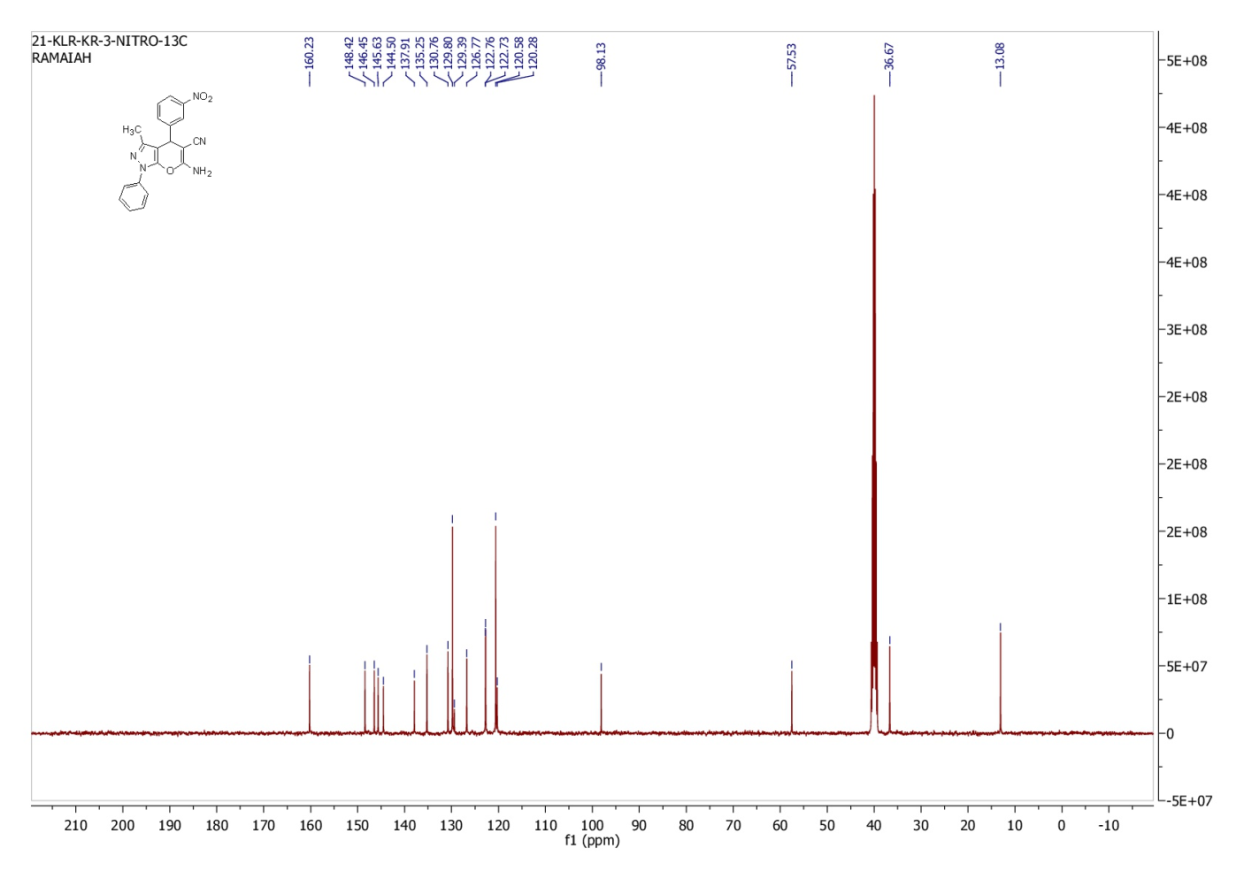 21-KLR-KR-3-NITRO-13C
RAMAIAH
160.23
148.42
146.45
145.63
144.50
137.91
135.25
130.76
129.80
129.39
126.77
122.76
122.73
120.58
120.28
98.13
57.53
36.67
13.08
NO2
H3C
CN
N
N
O
NH2
5E+08
4E+08
4E+08
4E+08
3E+08
2E+08
2E+08
2E+08
1E+08
5E+07
0
-5E+07
210 200 190 180 170 160 150 140 130 120 110 100 90 80 70 60 50 40 30 20 10 0 -10
f1 (ppm)